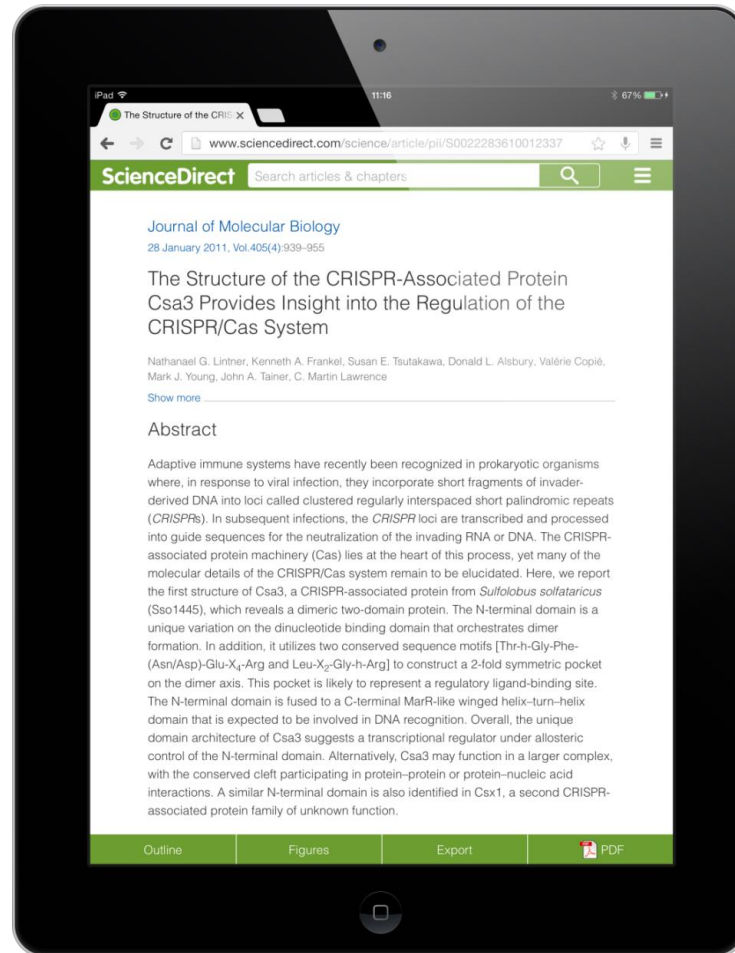 iPad 11:16 67%
The Structure of the CRIS
www.sciencedirect.com/science/article/pii/S0022283610012337
ScienceDirect Search articles & chapters
Journal of Molecular Biology
28 January 2011, Vol.405(4):939–955
The Structure of the CRISPR-Associated Protein
Csa3 Provides Insight into the Regulation of the
CRISPR/Cas System
Nathanael G. Lintner, Kenneth A. Frankel, Susan E. Tsutakawa, Donald L. Alsbury, Valérie Copié,
Mark J. Young, John A. Tainer, C. Martin Lawrence
Show more
Abstract
Adaptive immune systems have recently been recognized in prokaryotic organisms
where, in response to viral infection, they incorporate short fragments of invader-
derived DNA into loci called clustered regularly interspaced short palindromic repeats
(CRISPRs). In subsequent infections, the CRISPR loci are transcribed and processed
into guide sequences for the neutralization of the invading RNA or DNA. The CRISPR-
associated protein machinery (Cas) lies at the heart of this process, yet many of the
molecular details of the CRISPR/Cas system remain to be elucidated. Here, we report
the first structure of Csa3, a CRISPR-associated protein from Sulfolobus solfataricus
(Sso1445), which reveals a dimeric two-domain protein. The N-terminal domain is a
unique variation on the dinucleotide binding domain that orchestrates dimer
formation. In addition, it utilizes two conserved sequence motifs [Thr-h-Gly-Phe-
(Asn/Asp)-Glu-X₄-Arg and Leu-X₂-Gly-h-Arg] to construct a 2-fold symmetric pocket
on the dimer axis. This pocket is likely to represent a regulatory ligand-binding site.
The N-terminal domain is fused to a C-terminal MarR-like winged helix–turn–helix
domain that is expected to be involved in DNA recognition. Overall, the unique
domain architecture of Csa3 suggests a transcriptional regulator under allosteric
control of the N-terminal domain. Alternatively, Csa3 may function in a larger complex,
with the conserved cleft participating in protein–protein or protein–nucleic acid
interactions. A similar N-terminal domain is also identified in Csx1, a second CRISPR-
associated protein family of unknown function.
Outline Figures Export PDF